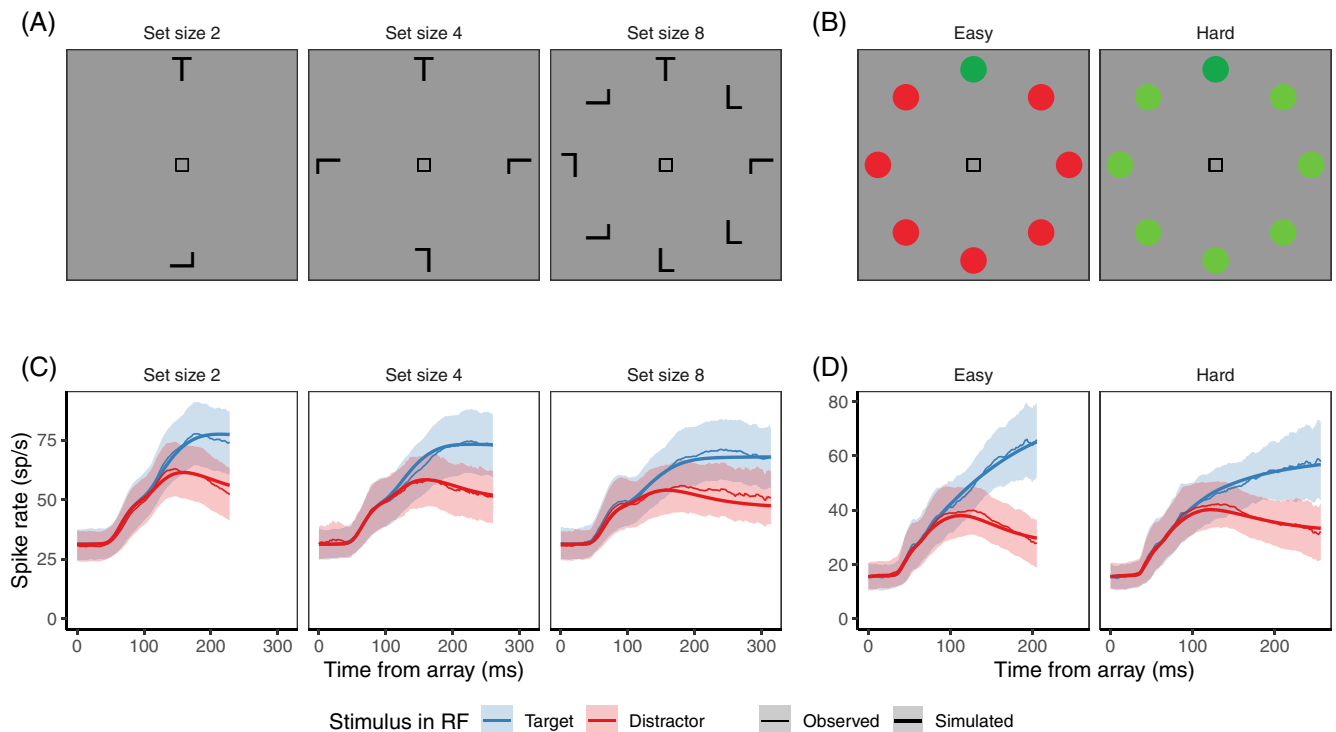 (A)
Set size 2
Set size 4
Set size 8
T
T
T
L
L
L
(B)
Easy
Hard
(C)
Set size 2
Set size 4
Set size 8
Spike rate (sp/s)
75
50
25
0
0 100 200 300
0 100 200 300
0 100 200 300
Time from array (ms)
(D)
Easy
Hard
80
60
40
20
0
0 100 200
0 100 200
Time from array (ms)
Stimulus in RF Target Distractor Observed Simulated